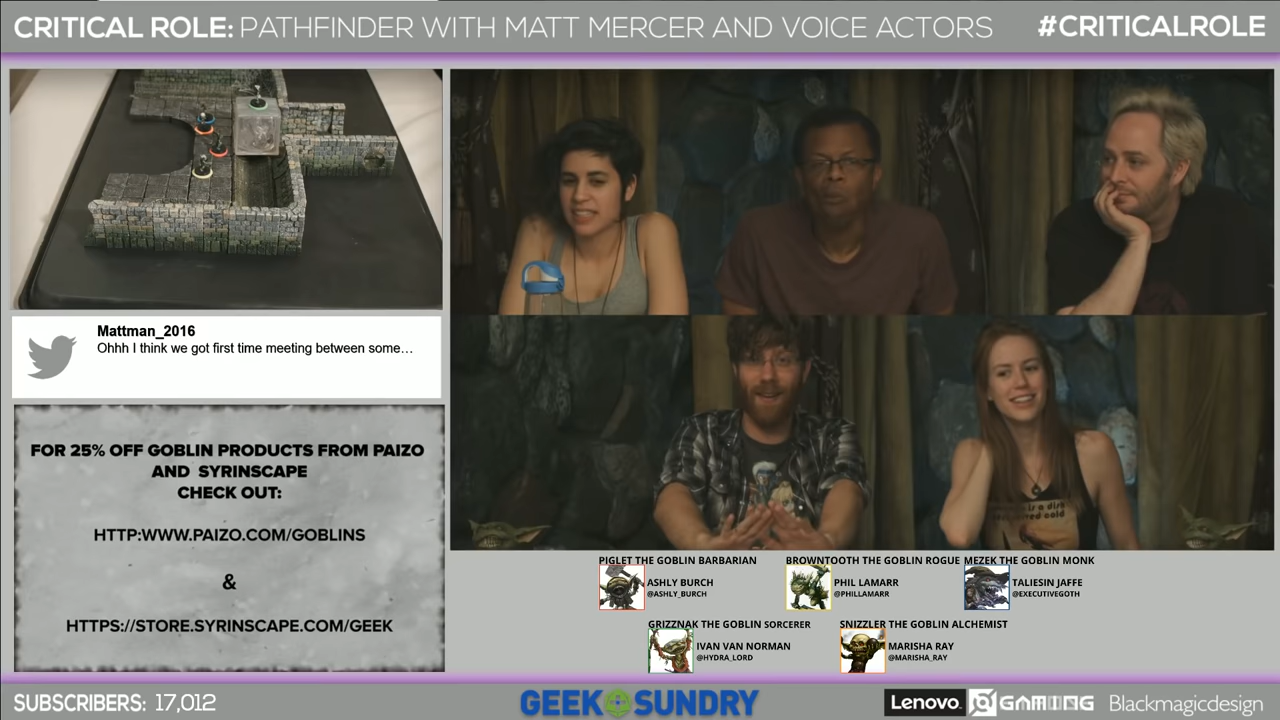 CRITICAL ROLE: PATHFINDER WITH MATT MERCER AND VOICE ACTORS
#CRITICALROLE
Mattman_2016
Ohhh I think we got first time meeting between some…
FOR 25% OFF GOBLIN PRODUCTS FROM PAIZO
AND SYRINSCAPE
CHECK OUT:
HTTP:WWW.PAIZO.COM/GOBLINS
&
HTTPS://STORE.SYRINSCAPE.COM/GEEK
PIGLET THE GOBLIN BARBARIAN
ASHLY BURCH
@ASHLY_BURCH
BROWNTOOTH THE GOBLIN ROGUE
PHIL LAMARR
@PHILLAMARR
MEZEK THE GOBLIN MONK
TALIESIN JAFFE
@EXECUTIVEGOTH
GRIZZNAK THE GOBLIN SORCERER
IVAN VAN NORMAN
@HYDRA_LORD
SNIZZLER THE GOBLIN ALCHEMIST
MARISHA RAY
@MARISHA_RAY
SUBSCRIBERS: 17,012
GEEK & SUNDRY
Lenovo
GAMING
Blackmagicdesign